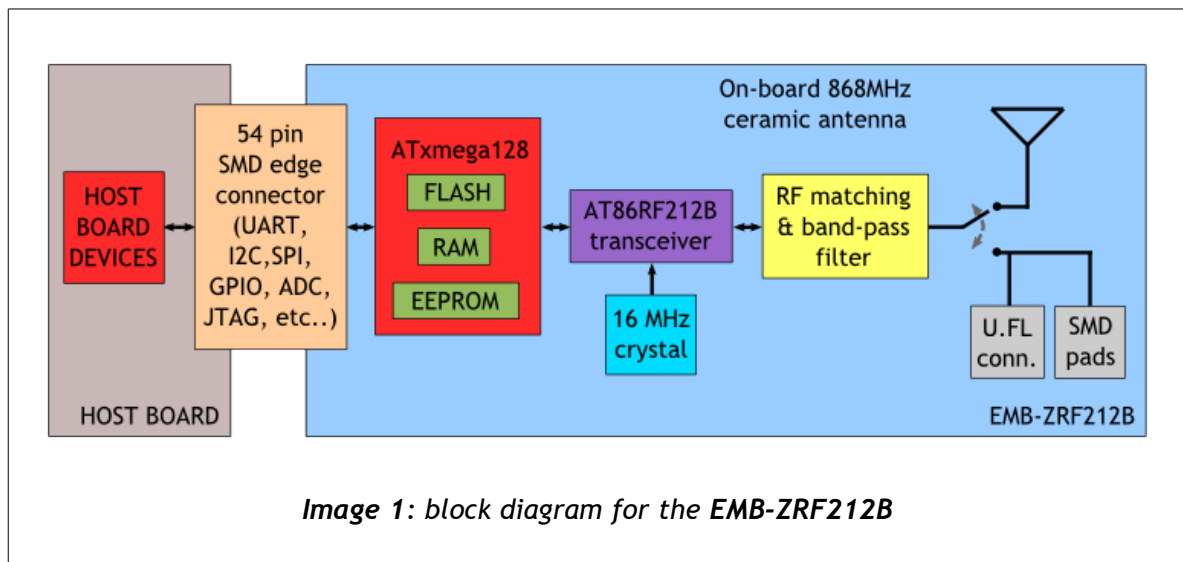 On-board 868MHz
ceramic antenna
54 pin
SMD edge
connector
(UART,
I2C,SPI,
GPIO, ADC,
JTAG, etc..)
HOST
BOARD
DEVICES
ATxmega128
FLASH
RAM
EEPROM
AT86RF212B
transceiver
16 MHz
crystal
RF matching
& band-pass
filter
U.FL
conn.
SMD
pads
HOST BOARD
EMB-ZRF212B
Image 1: block diagram for the EMB-ZRF212B